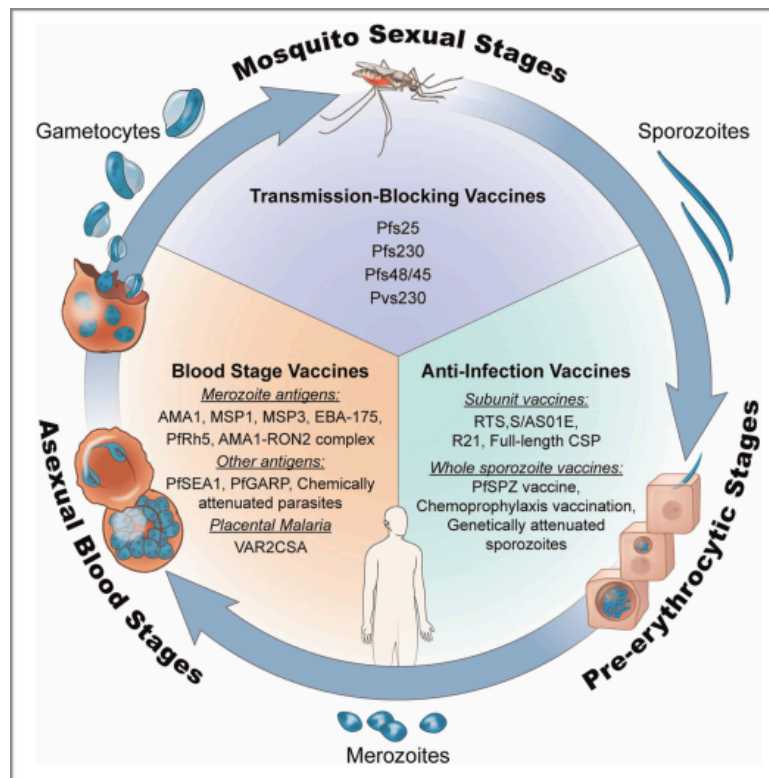 Mosquito Sexual Stages
Gametocytes
Sporozoites
Transmission-Blocking Vaccines
Pfs25
Pfs230
Pfs48/45
Pvs230
Blood Stage Vaccines
Merozoite antigens:
AMA1, MSP1, MSP3, EBA-175,
PfRh5, AMA1-RON2 complex
Other antigens:
PfSEA1, PfGARP, Chemically
attenuated parasites
Placental Malaria
VAR2CSA
Anti-Infection Vaccines
Subunit vaccines:
RTS,S/AS01E,
R21, Full-length CSP
Whole sporozoite vaccines:
PfSPZ vaccine,
Chemoprophylaxis vaccination,
Genetically attenuated
sporozoites
Asexual Blood Stages
Pre-erythrocytic Stages
Merozoites